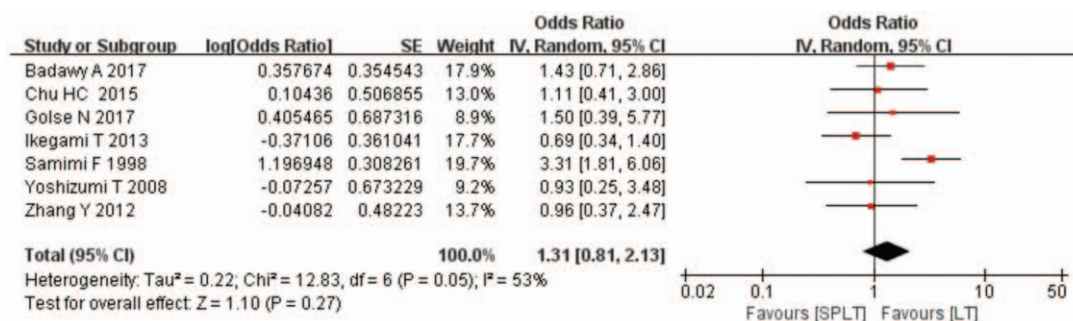 Odds Ratio Odds Ratio
Study or Subgroup log[Odds Ratio] SE Weight IV, Random, 95% CI IV, Random, 95% CI
Badawy A 2017 0.357674 0.354543 17.9% 1.43 [0.71, 2.86]
Chu HC 2015 0.10436 0.506855 13.0% 1.11 [0.41, 3.00]
Golse N 2017 0.405465 0.687316 8.9% 1.50 [0.39, 5.77]
Ikegami T 2013 -0.37106 0.361041 17.7% 0.69 [0.34, 1.40]
Samimi F 1998 1.196948 0.308261 19.7% 3.31 [1.81, 6.06]
Yoshizumi T 2008 -0.07257 0.673229 9.2% 0.93 [0.25, 3.48]
Zhang Y 2012 -0.04082 0.48223 13.7% 0.96 [0.37, 2.47]
Total (95% CI) 100.0% 1.31 [0.81, 2.13]
Heterogeneity: Tau² = 0.22; Chi² = 12.83, df = 6 (P = 0.05); I² = 53%
Test for overall effect: Z = 1.10 (P = 0.27)
0.02 0.1 1 10 50
Favours [SPLT] Favours [LT]